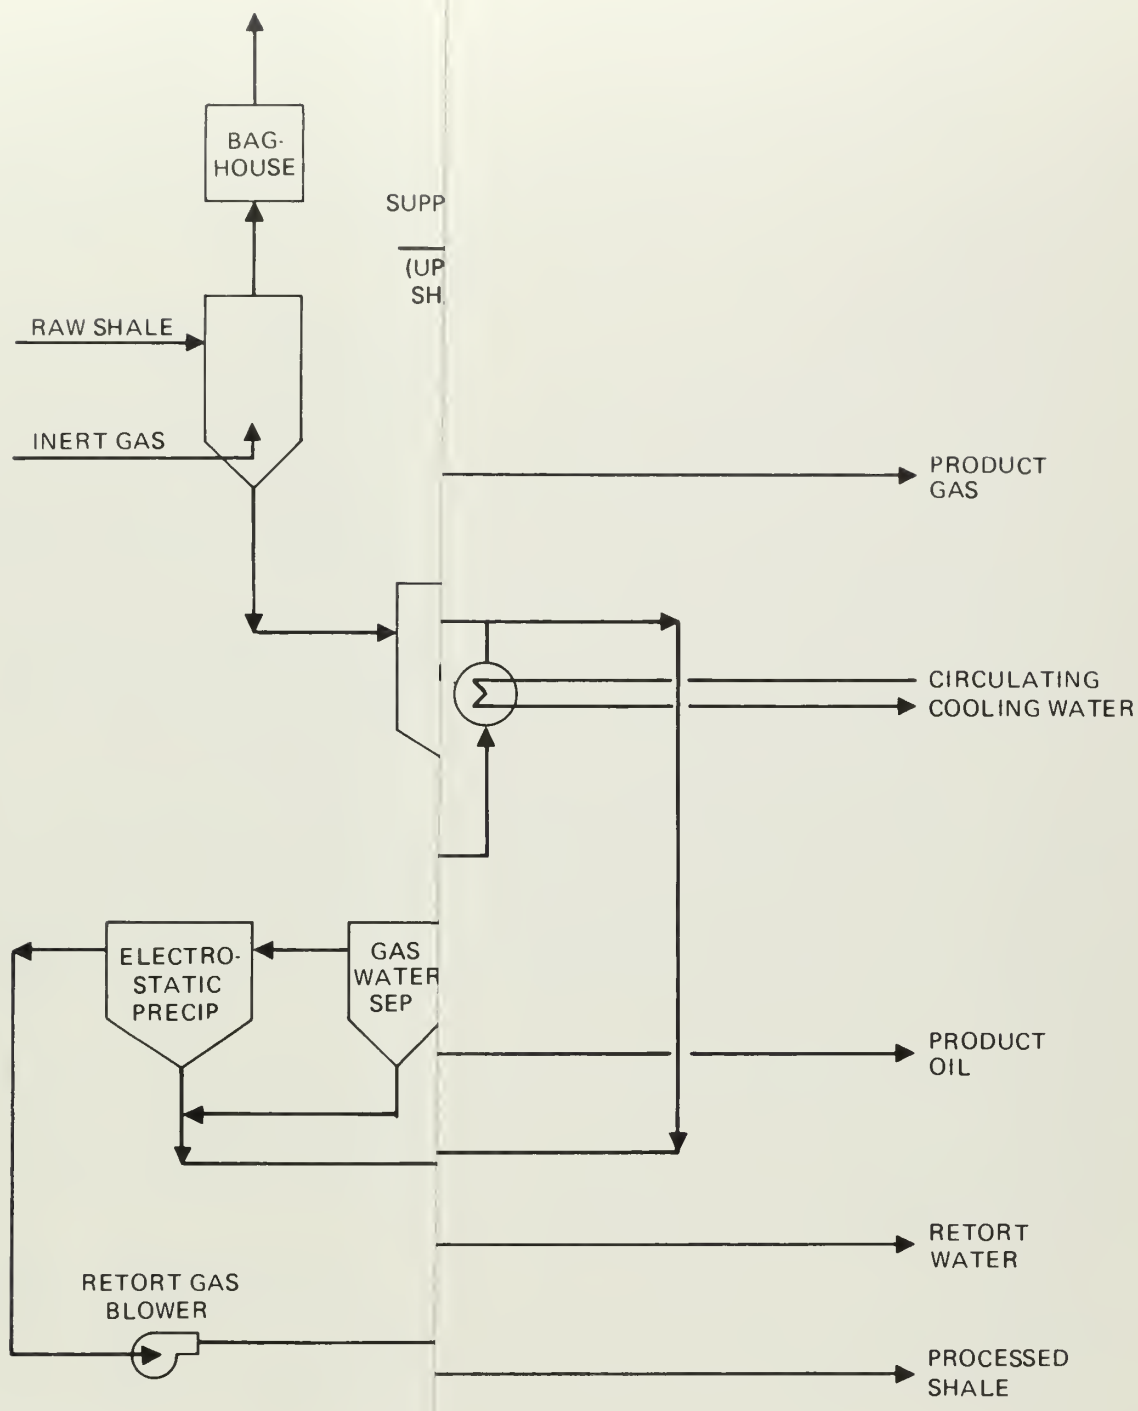 BAG-
HOUSE
SUPP
(UP
SH
RAW SHALE
INERT GAS
PRODUCT
GAS
CIRCULATING
COOLING WATER
ELECTRO-
STATIC
PRECIP
GAS
WATER
SEP
PRODUCT
OIL
RETORT
WATER
RETORT GAS
BLOWER
PROCESSED
SHALE